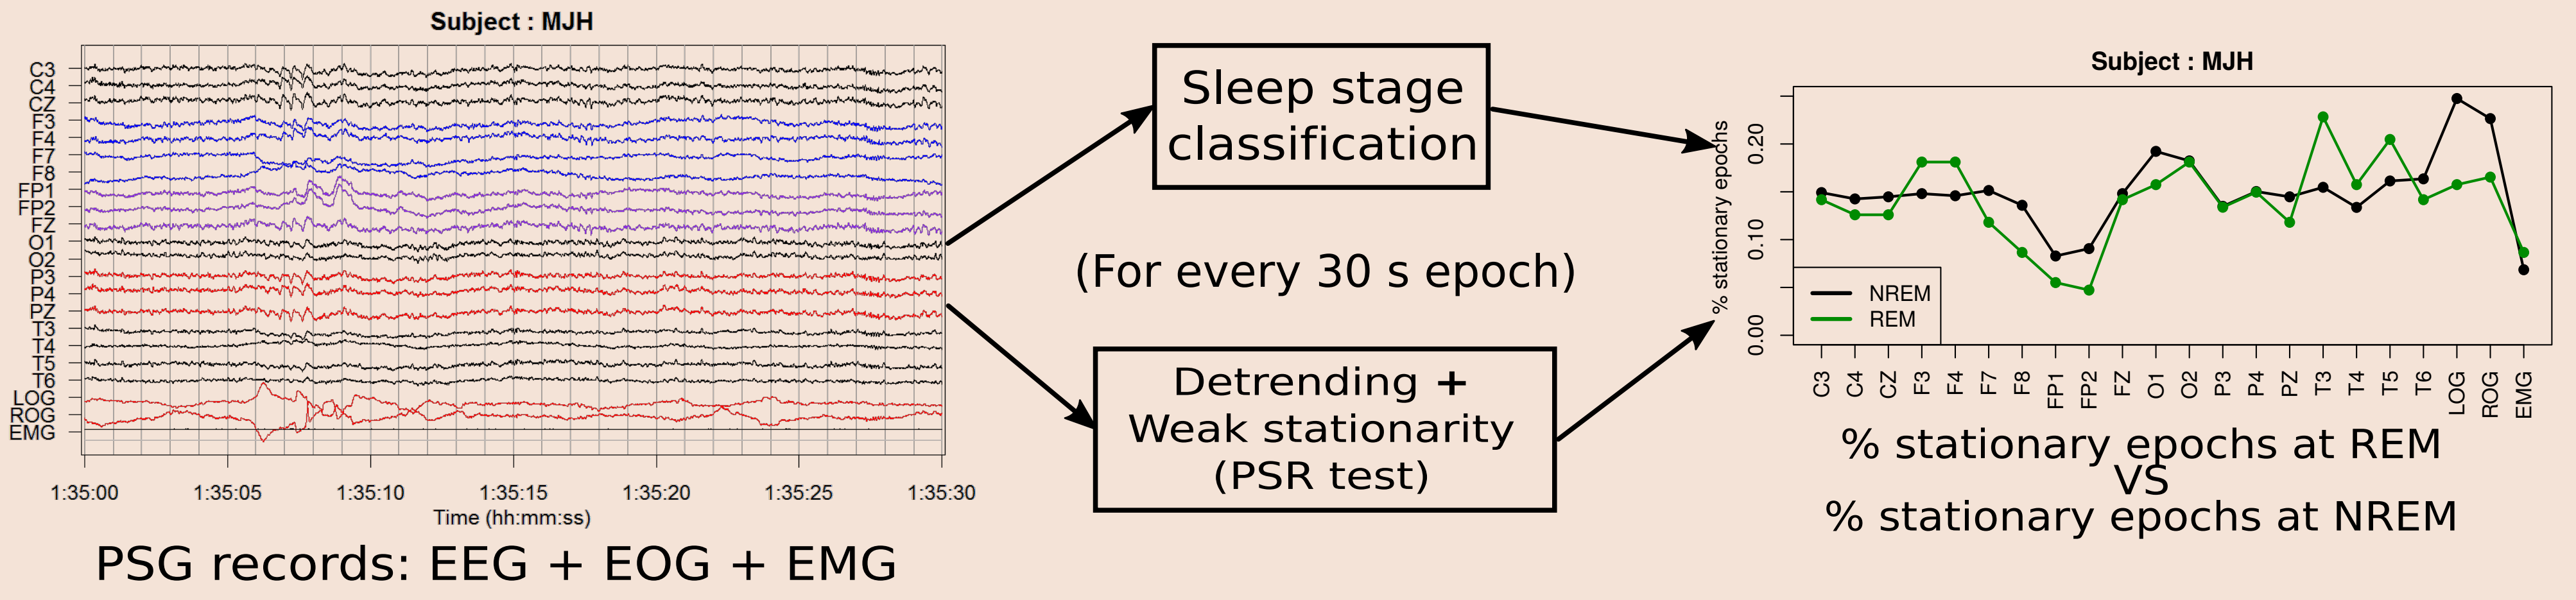 Subject : MJH
C3
C4
CZ
F3
F4
F7
F8
FP1
FP2
FZ
O1
O2
P3
P4
PZ
T3
T4
T5
T6
LOG
ROG
EMG
1:35:00 1:35:05 1:35:10 1:35:15 1:35:20 1:35:25 1:35:30
Time (hh:mm:ss)
PSG records: EEG + EOG + EMG
Sleep stage
classification
(For every 30 s epoch)
Detrending +
Weak stationarity
(PSR test)
Subject : MJH
% stationary epochs
0.20
0.10
0.00
NREM
REM
C3 C4 CZ F3 F4 F7 F8 FP1 FP2 FZ O1 O2 P3 P4 PZ T3 T4 T5 T6 LOG ROG EMG
% stationary epochs at REM
VS
% stationary epochs at NREM